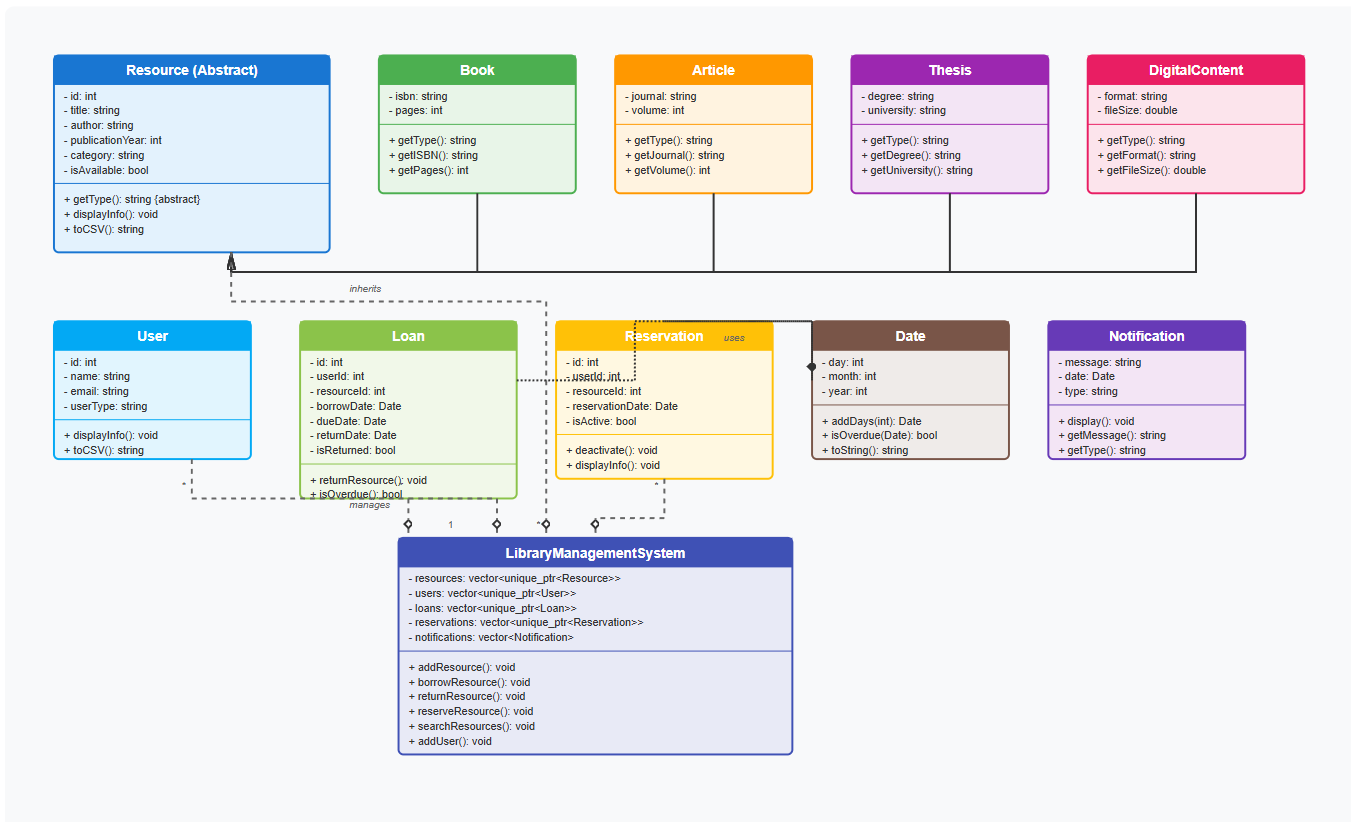 Resource (Abstract)
- id: int
- title: string
- author: string
- publicationYear: int
- category: string
- isAvailable: bool
+ getType(): string {abstract}
+ displayInfo(): void
+ toCSV(): string
Book
- isbn: string
- pages: int
+ getType(): string
+ getISBN(): string
+ getPages(): int
Article
- journal: string
- volume: int
+ getType(): string
+ getJournal(): string
+ getVolume(): int
Thesis
- degree: string
- university: string
+ getType(): string
+ getDegree(): string
+ getUniversity(): string
DigitalContent
- format: string
- fileSize: double
+ getType(): string
+ getFormat(): string
+ getFileSize(): double
inherits
User
- id: int
- name: string
- email: string
- userType: string
+ displayInfo(): void
+ toCSV(): string
Loan
- id: int
- userId: int
- resourceId: int
- borrowDate: Date
- dueDate: Date
- returnDate: Date
- isReturned: bool
+ returnResource(): void
+ isOverdue(): bool
Reservation
uses
- id: int
- userId: int
- resourceId: int
- reservationDate: Date
- isActive: bool
+ deactivate(): void
+ displayInfo(): void
Date
- day: int
- month: int
- year: int
+ addDays(int): Date
+ isOverdue(Date): bool
+ toString(): string
Notification
- message: string
- date: Date
- type: string
+ display(): void
+ getMessage(): string
+ getType(): string
*
*
manages
1
*
LibraryManagementSystem
- resources: vector<unique_ptr<Resource>>
- users: vector<unique_ptr<User>>
- loans: vector<unique_ptr<Loan>>
- reservations: vector<unique_ptr<Reservation>>
- notifications: vector<Notification>
+ addResource(): void
+ borrowResource(): void
+ returnResource(): void
+ reserveResource(): void
+ searchResources(): void
+ addUser(): void